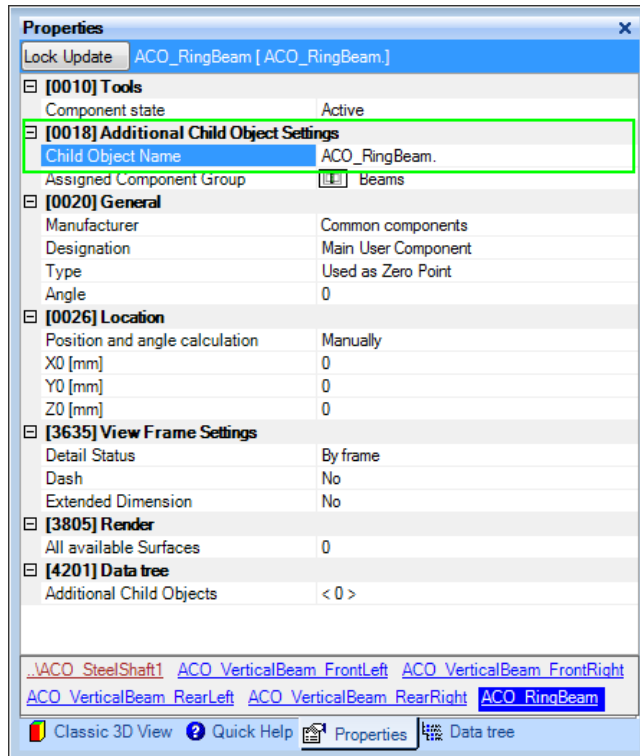 Properties
Lock Update ACO_RingBeam [ ACO_RingBeam.]
[0010] Tools
Component state Active
[0018] Additional Child Object Settings
Child Object Name ACO_RingBeam.
Assigned Component Group Beams
[0020] General
Manufacturer Common components
Designation Main User Component
Type Used as Zero Point
Angle 0
[0026] Location
Position and angle calculation Manually
X0 [mm] 0
Y0 [mm] 0
Z0 [mm] 0
[3635] View Frame Settings
Detail Status By frame
Dash No
Extended Dimension No
[3805] Render
All available Surfaces 0
[4201] Data tree
Additional Child Objects < 0 >
..\ACO_SteelShaft1 ACO_VerticalBeam_FrontLeft ACO_VerticalBeam_FrontRight
ACO_VerticalBeam_RearLeft ACO_VerticalBeam_RearRight ACO_RingBeam
Classic 3D View Quick Help Properties Data tree